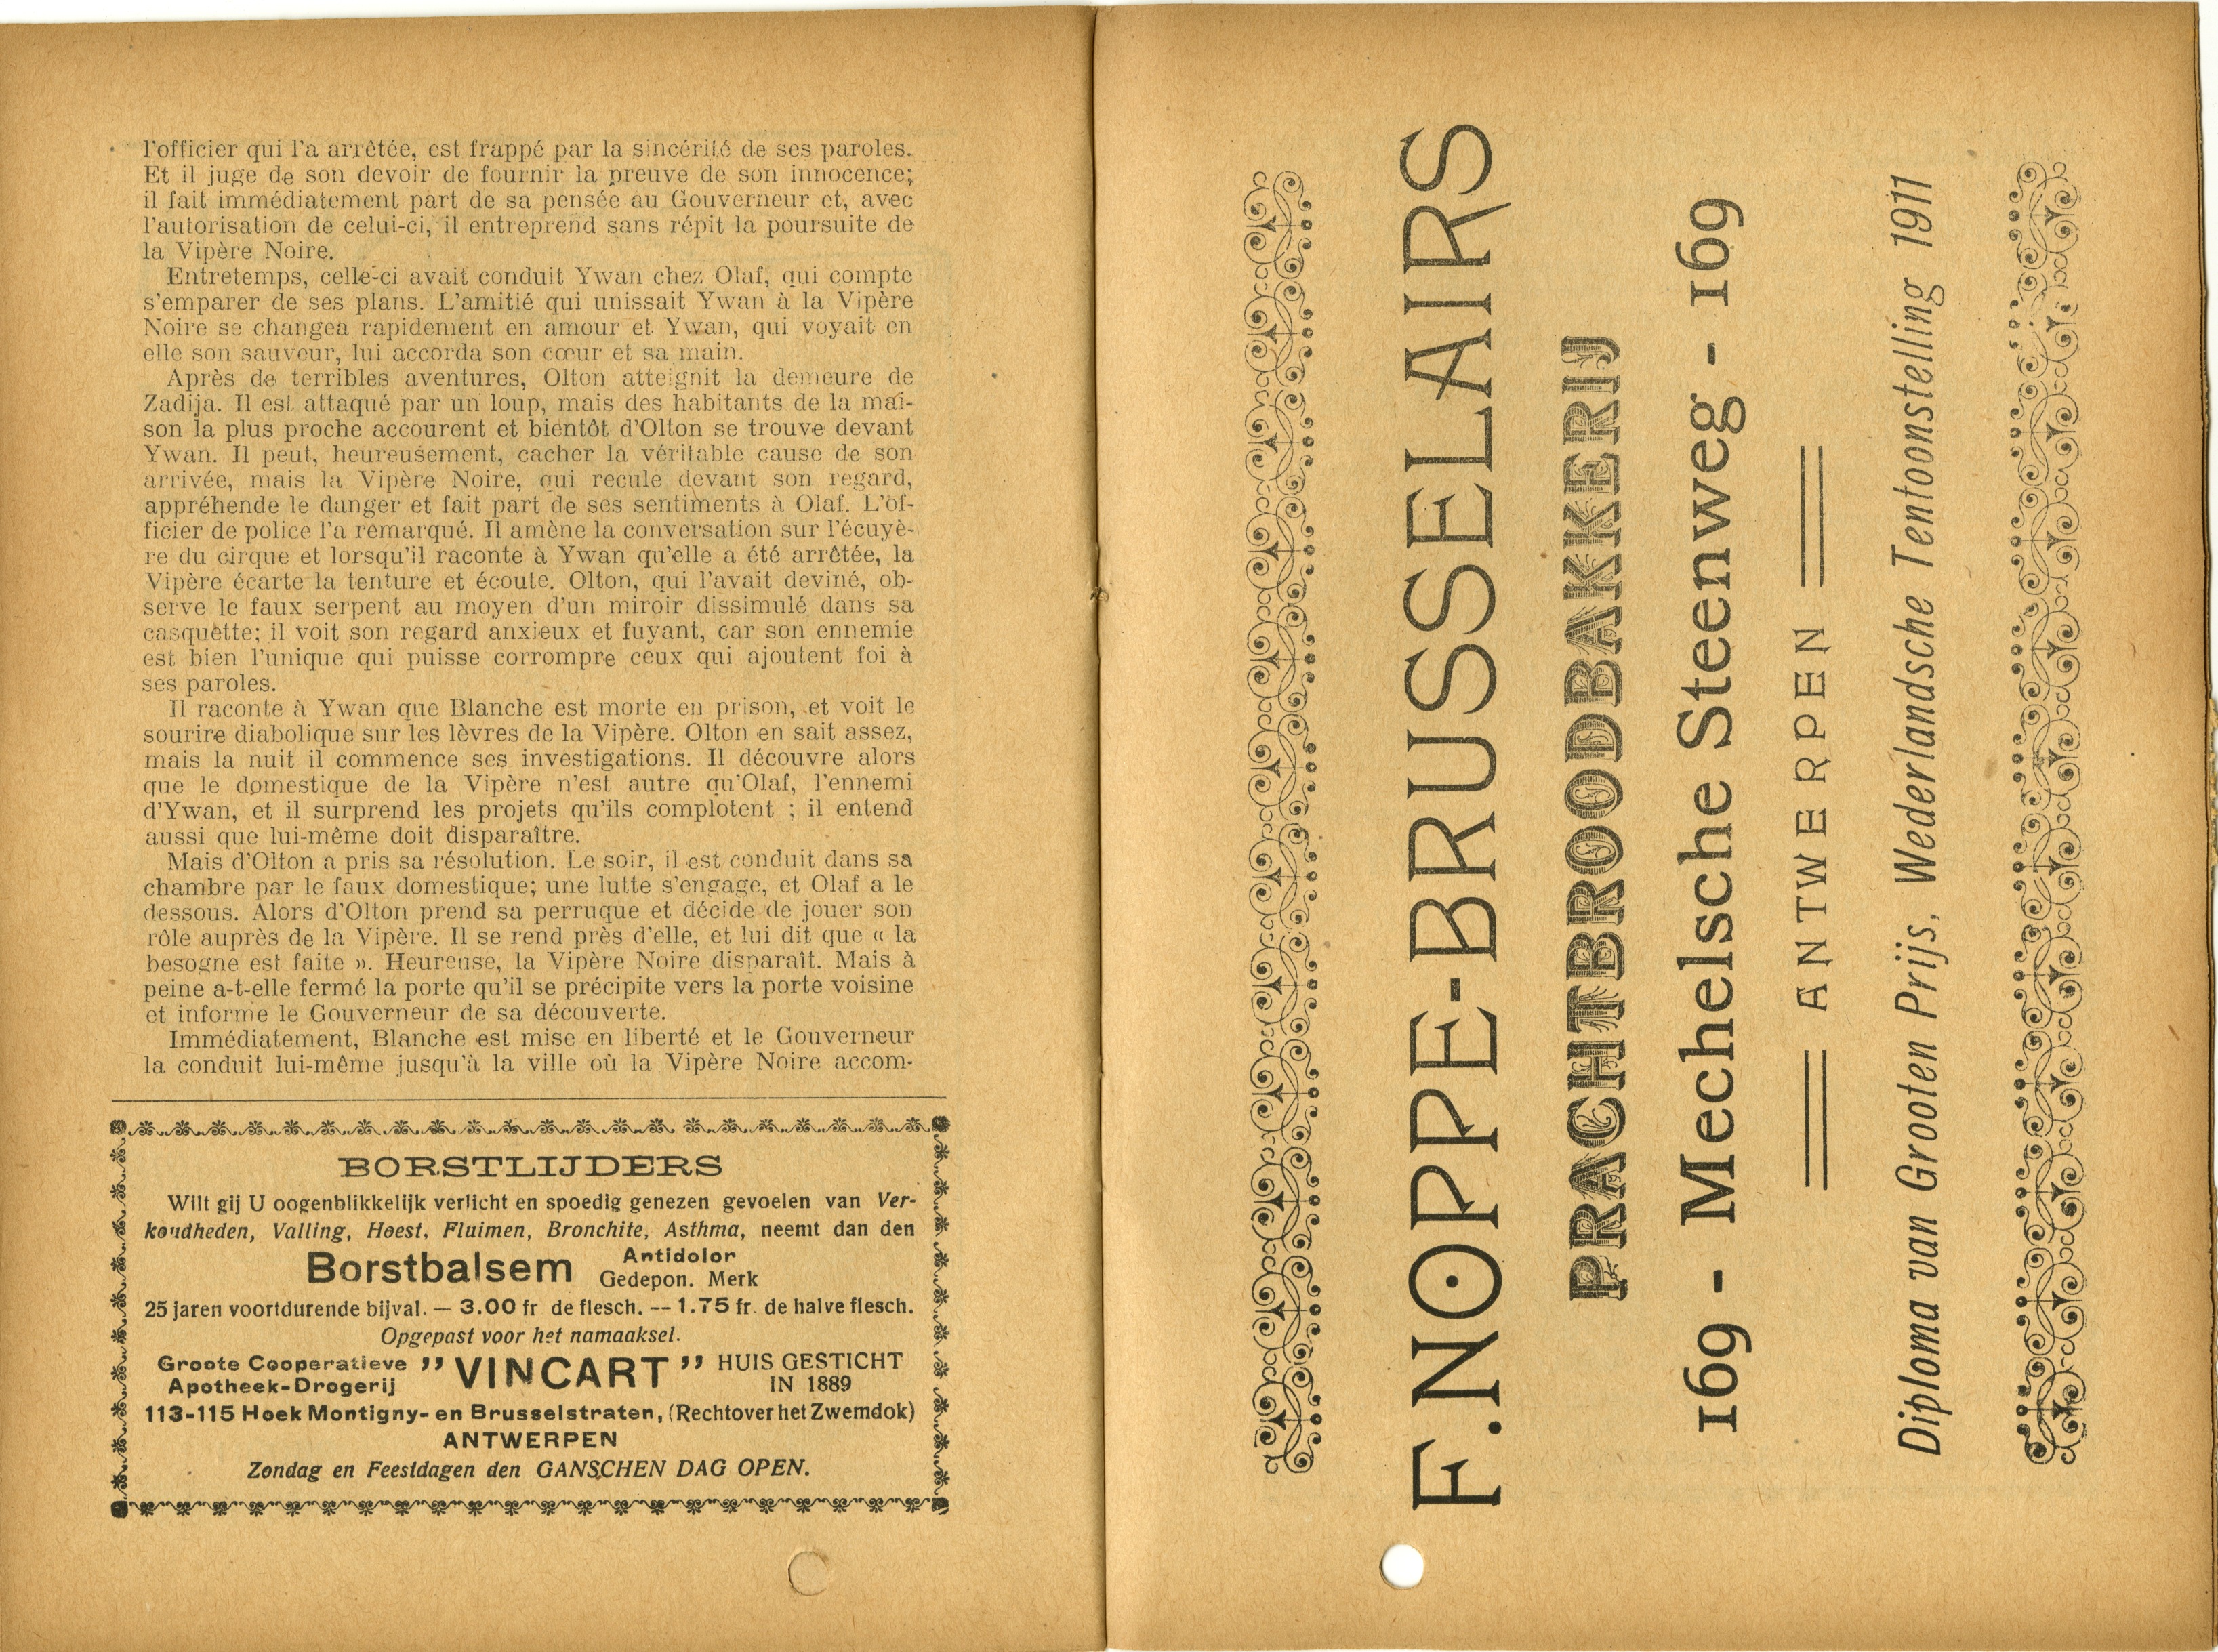 l'officier qui l'a arrêtée, est frappé par la sincérité de ses paroles.
Et il juge de son devoir de fournir la preuve de son innocence;
il fait immédiatement part de sa pensée au Gouverneur et, avec
l'autorisation de celui-ci, il entreprend sans répit la poursuite de
la Vipère Noire.
Entretemps, celle-ci avait conduit Ywan chez Olaf, qui compte
s'emparer de ses plans. L'amitié qui unissait Ywan à la Vipère
Noire se changea rapidement en amour et Ywan, qui voyait en
elle son sauveur, lui accorda son cœur et sa main.
Après de terribles aventures, Olton atteignit la demeure de
Zadija. Il est attaqué par un loup, mais des habitants de la mai-
son la plus proche accourent et bientôt d'Olton se trouve devant
Ywan. Il peut, heureusement, cacher la véritable cause de son
arrivée, mais la Vipère Noire, qui recule devant son regard,
appréhende le danger et fait part de ses sentiments à Olaf. L'of-
ficier de police l'a remarqué. Il amène la conversation sur l'écuyè-
re du cirque et lorsqu'il raconte à Ywan qu'elle a été arrêtée, la
Vipère écarte la tenture et écoute. Olton, qui l'avait deviné, ob-
serve le faux serpent au moyen d'un miroir dissimulé dans sa
casquette; il voit son regard anxieux et fuyant, car son ennemie
est bien l'unique qui puisse corrompre ceux qui ajoutent foi à
ses paroles.
Il raconte à Ywan que Blanche est morte en prison, et voit le
sourire diabolique sur les lèvres de la Vipère. Olton en sait assez,
mais la nuit il commence ses investigations. Il découvre alors
que le domestique de la Vipère n'est autre qu'Olaf, l'ennemi
d'Ywan, et il surprend les projets qu'ils complotent ; il entend
aussi que lui-même doit disparaître.
Mais d'Olton a pris sa résolution. Le soir, il est conduit dans sa
chambre par le faux domestique; une lutte s'engage, et Olaf a le
dessous. Alors d'Olton prend sa perruque et décide de jouer son
rôle auprès de la Vipère. Il se rend près d'elle, et lui dit que « la
besogne est faite ». Heureuse, la Vipère Noire disparaît. Mais à
peine a-t-elle fermé la porte qu'il se précipite vers la porte voisine
et informe le Gouverneur de sa découverte.
Immédiatement, Blanche est mise en liberté et le Gouverneur
la conduit lui-même jusqu'à la ville où la Vipère Noire accom-
BORSTLIJDERS
Wilt gij U oogenblikkelijk verlicht en spoedig genezen gevoelen van Ver-
koudheden, Valling, Hoest, Fluimen, Bronchite, Asthma, neemt dan den
Borstbalsem Antidolor
Gedepon. Merk
25 jaren voortdurende bijval. — 3.00 fr de flesch. -- 1.75 fr. de halve flesch.
Opgepast voor het namaaksel.
Groote Cooperatieve ” VINCART ” HUIS GESTICHT
Apotheek-Drogerij IN 1889
113-115 Hoek Montigny- en Brusselstraten, (Rechtover het Zwemdok)
ANTWERPEN
Zondag en Feestdagen den GANSCHEN DAG OPEN.
F. NOPPE-BRUSSELAIRS
PRACHTBROODBAKKERIJ
169 - Mechelsche Steenweg - 169
ANTWERPEN
Diploma van Grooten Prijs, Wederlandsche Tentoonstelling 1911